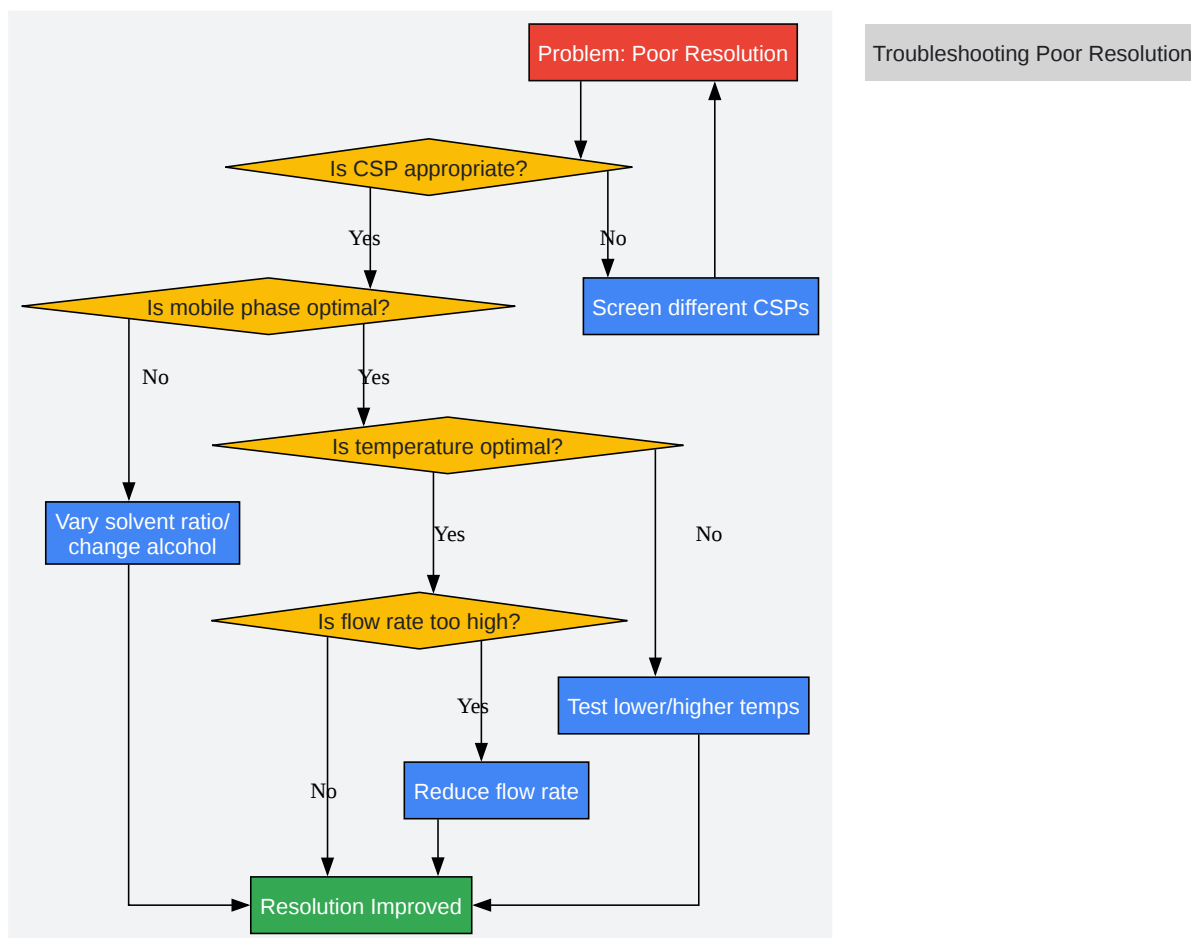 Problem: Poor Resolution
Troubleshooting Poor Resolution
Is CSP appropriate?
Yes
No
Is mobile phase optimal?
Screen different CSPs
No
Yes
Is temperature optimal?
Vary solvent ratio/
change alcohol
Yes
No
Is flow rate too high?
Yes
Test lower/higher temps
No
Reduce flow rate
Resolution Improved